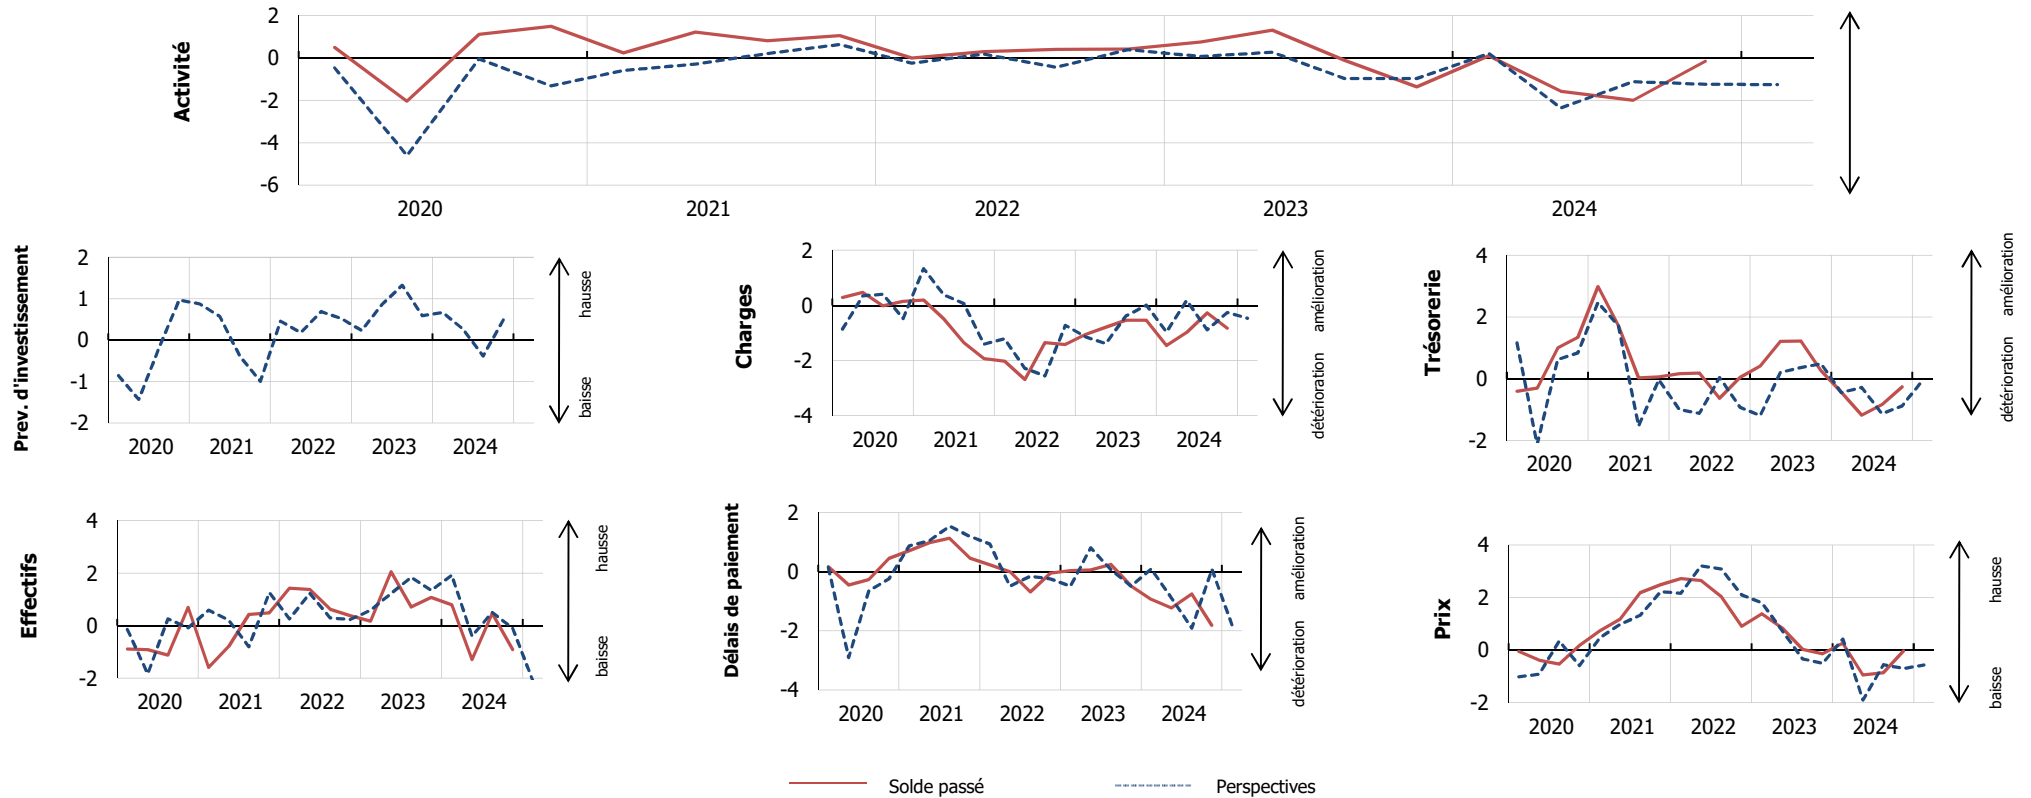 Activité
2
0
-2
-4
-6
2020 2021 2022 2023 2024
Prev. d'investissement
2
1
0
-1
-2
2020 2021 2022 2023 2024
hausse
baisse
Charges
2
0
-2
-4
2020 2021 2022 2023 2024
amélioration
détérioration
Trésorerie
4
2
0
-2
2020 2021 2022 2023 2024
amélioration
détérioration
Effectifs
4
2
0
-2
2020 2021 2022 2023 2024
hausse
baisse
Délais de paiement
2
0
-2
-4
2020 2021 2022 2023 2024
amélioration
détérioration
Prix
4
2
0
-2
2020 2021 2022 2023 2024
hausse
baisse
Solde passé Perspectives